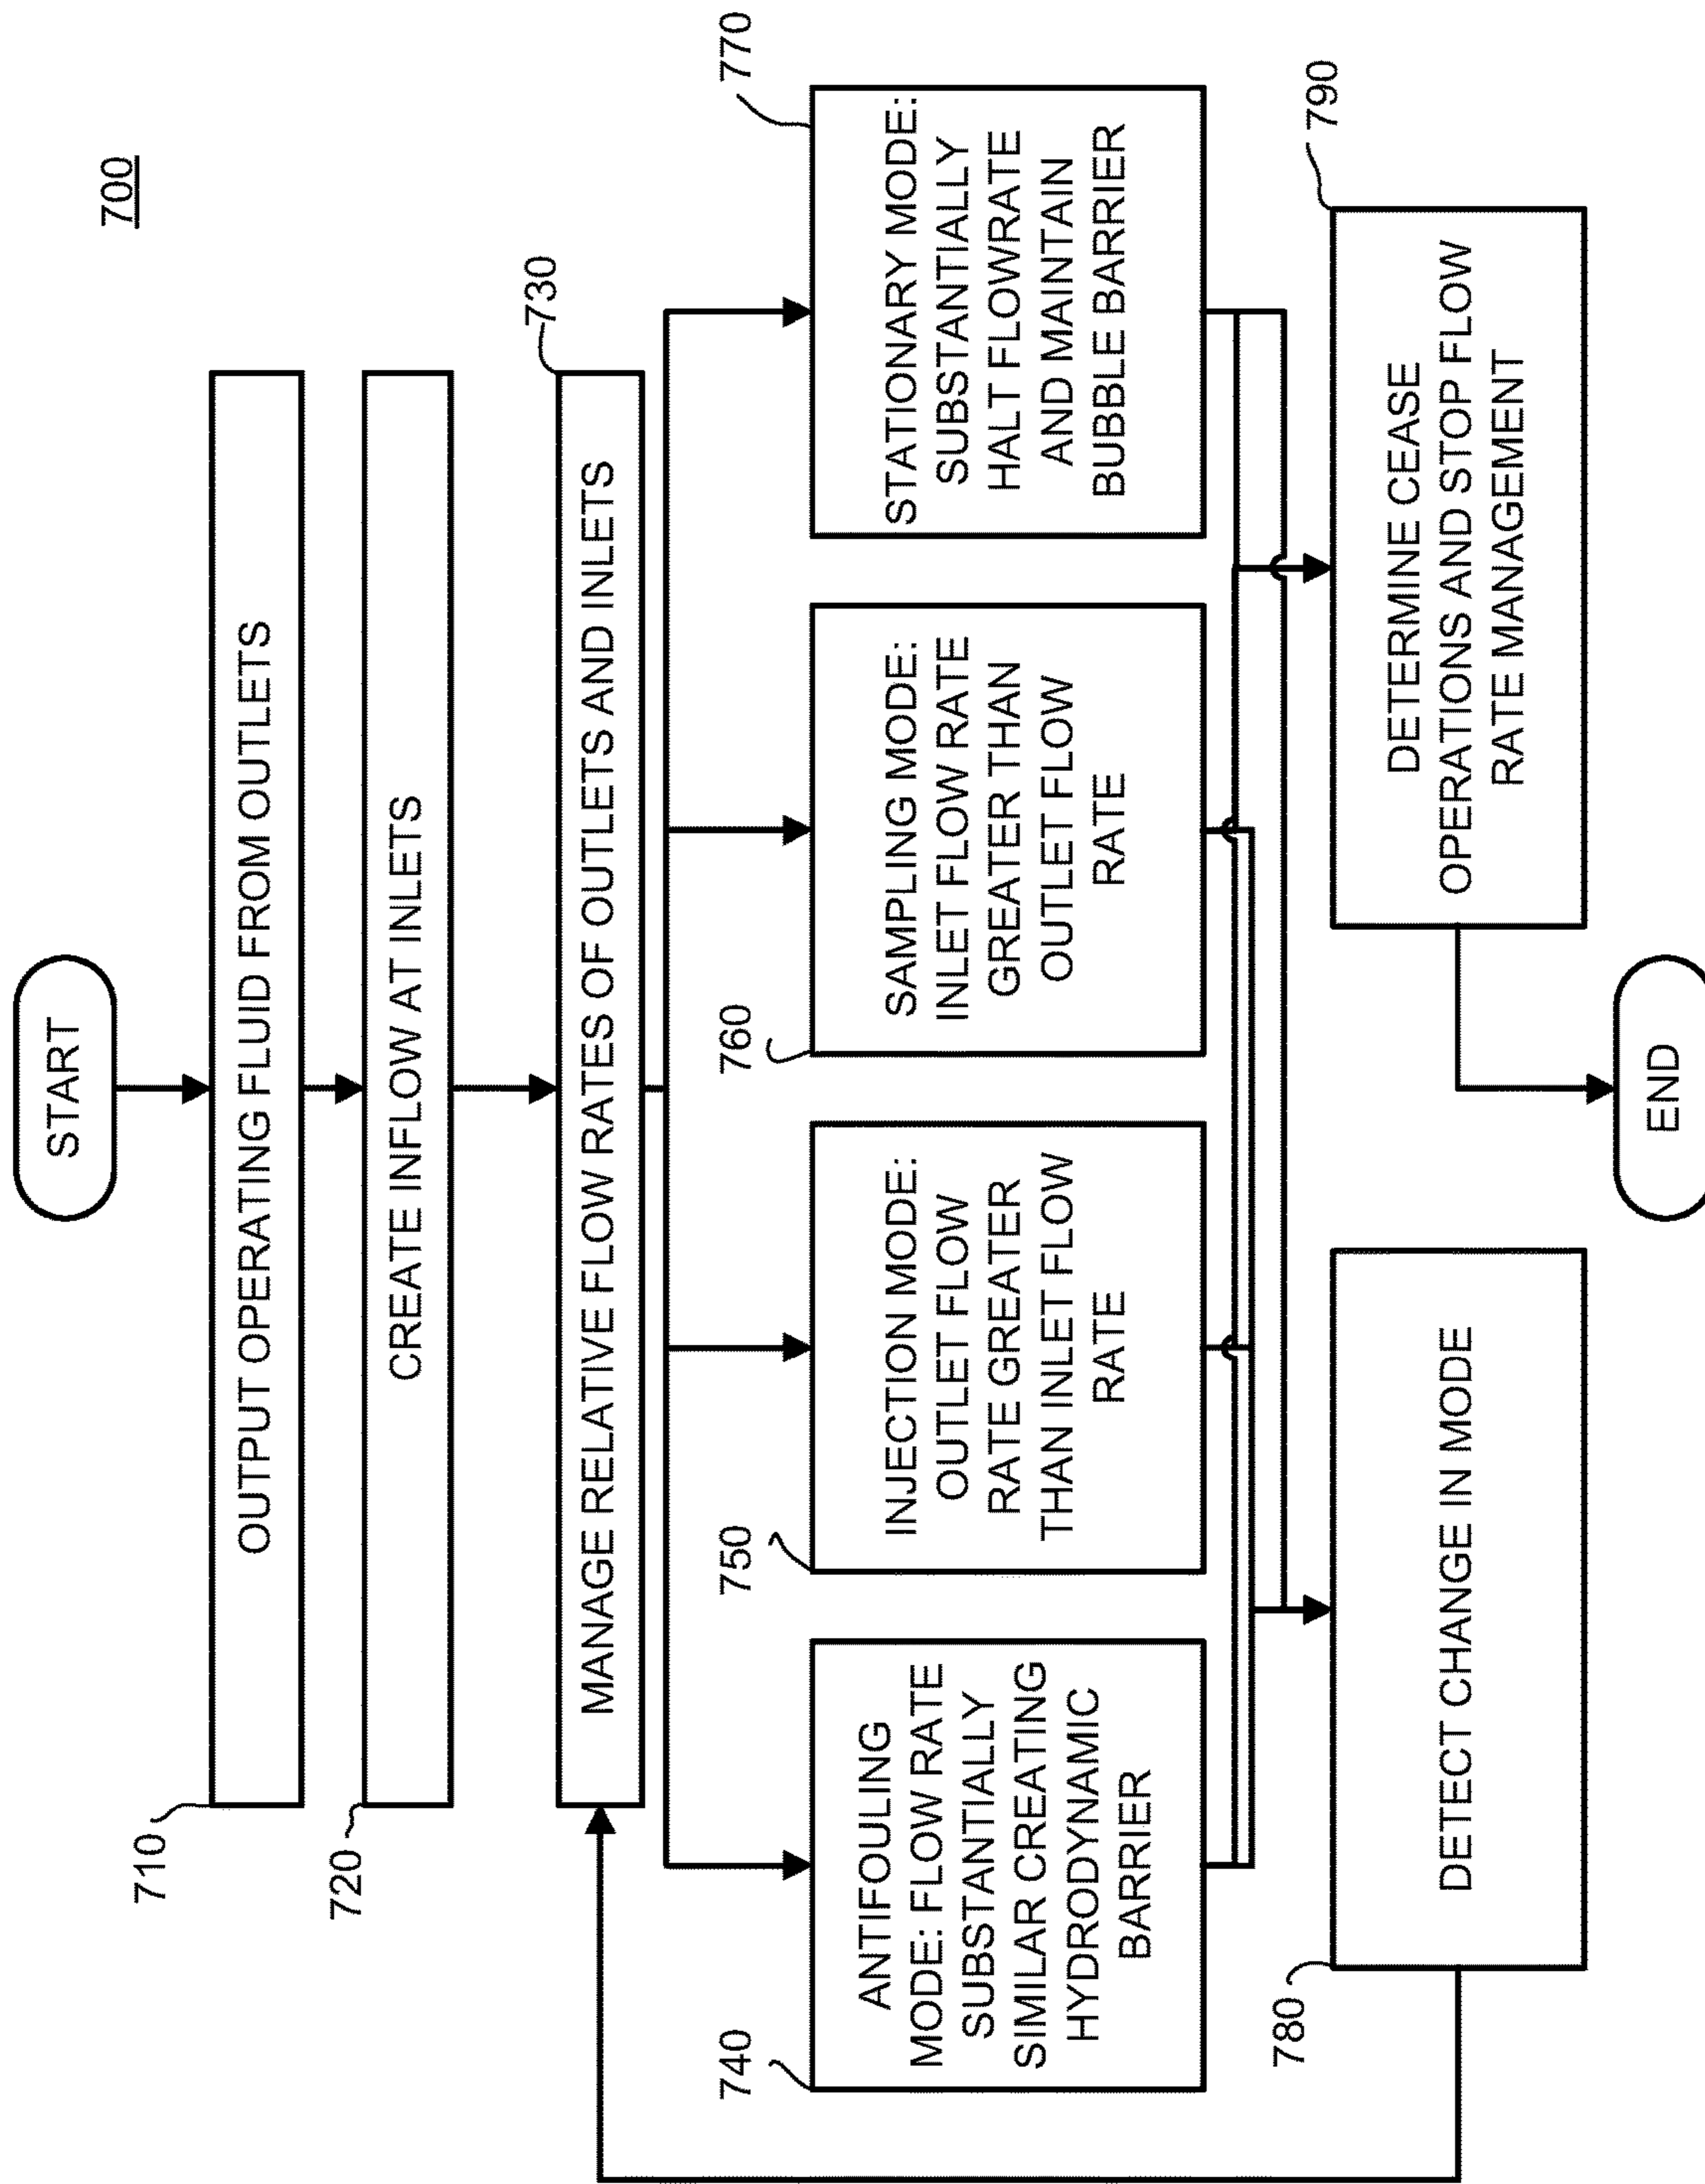 700
START
710
OUTPUT OPERATING FLUID FROM OUTLETS
720
CREATE INFLOW AT INLETS
730
MANAGE RELATIVE FLOW RATES OF OUTLETS AND INLETS
740
ANTIFOULING
MODE: FLOW RATE
SUBSTANTIALLY
SIMILAR CREATING
HYDRODYNAMIC
BARRIER
750
INJECTION MODE:
OUTLET FLOW
RATE GREATER
THAN INLET FLOW
RATE
760
SAMPLING MODE:
INLET FLOW RATE
GREATER THAN
OUTLET FLOW
RATE
770
STATIONARY MODE:
SUBSTANTIALLY
HALT FLOWRATE
AND MAINTAIN
BUBBLE BARRIER
780
DETECT CHANGE IN MODE
790
DETERMINE CEASE
OPERATIONS AND STOP FLOW
RATE MANAGEMENT
END